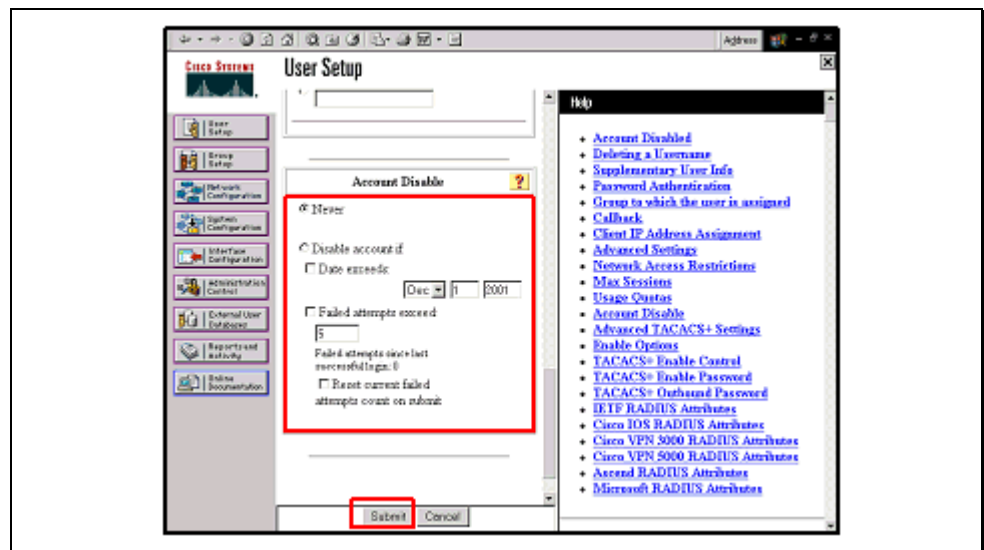 Address
Cisco Systems
User Setup
User
Setup
Group
Setup
Network
Configuration
System
Configuration
Interface
Configuration
Administration
Control
External User
Databases
Reports and
Activity
Online
Documentation
Account Disable
Never
Disable account if
Date exceeds:
Dec 1 2001
Failed attempts exceed
5
Failed attempts since last
successful login: 0
Reset current failed
attempts count on submit
Submit Cancel
Help
Account Disabled
Deleting a Username
Supplementary User Info
Password Authentication
Group to which the user is assigned
Callback
Client IP Address Assignment
Advanced Settings
Network Access Restrictions
Max Sessions
Usage Quotas
Account Disable
Advanced TACACS+ Settings
Enable Options
TACACS+ Enable Control
TACACS+ Enable Password
TACACS+ Outbound Password
IETF RADIUS Attributes
Cisco IOS RADIUS Attributes
Cisco VPN 3000 RADIUS Attributes
Cisco VPN 5000 RADIUS Attributes
Ascend RADIUS Attributes
Microsoft RADIUS Attributes